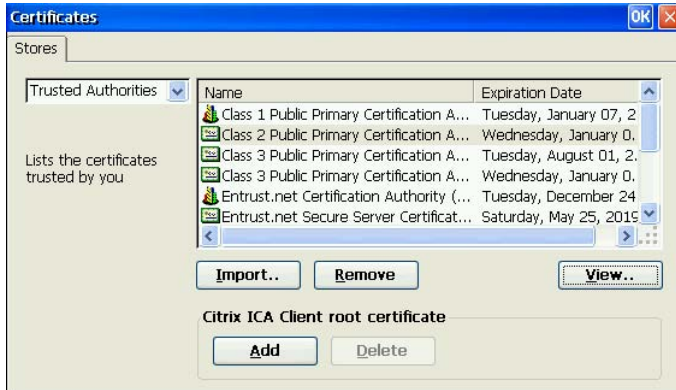 Certificates OK
Stores
Trusted Authorities
Lists the certificates
trusted by you
Name Expiration Date
Class 1 Public Primary Certification A... Tuesday, January 07, 2
Class 2 Public Primary Certification A... Wednesday, January 0.
Class 3 Public Primary Certification A... Tuesday, August 01, 2.
Class 3 Public Primary Certification A... Wednesday, January 0.
Entrust.net Certification Authority (... Tuesday, December 24
Entrust.net Secure Server Certificat... Saturday, May 25, 2019
Import.. Remove View..
Citrix ICA Client root certificate
Add Delete